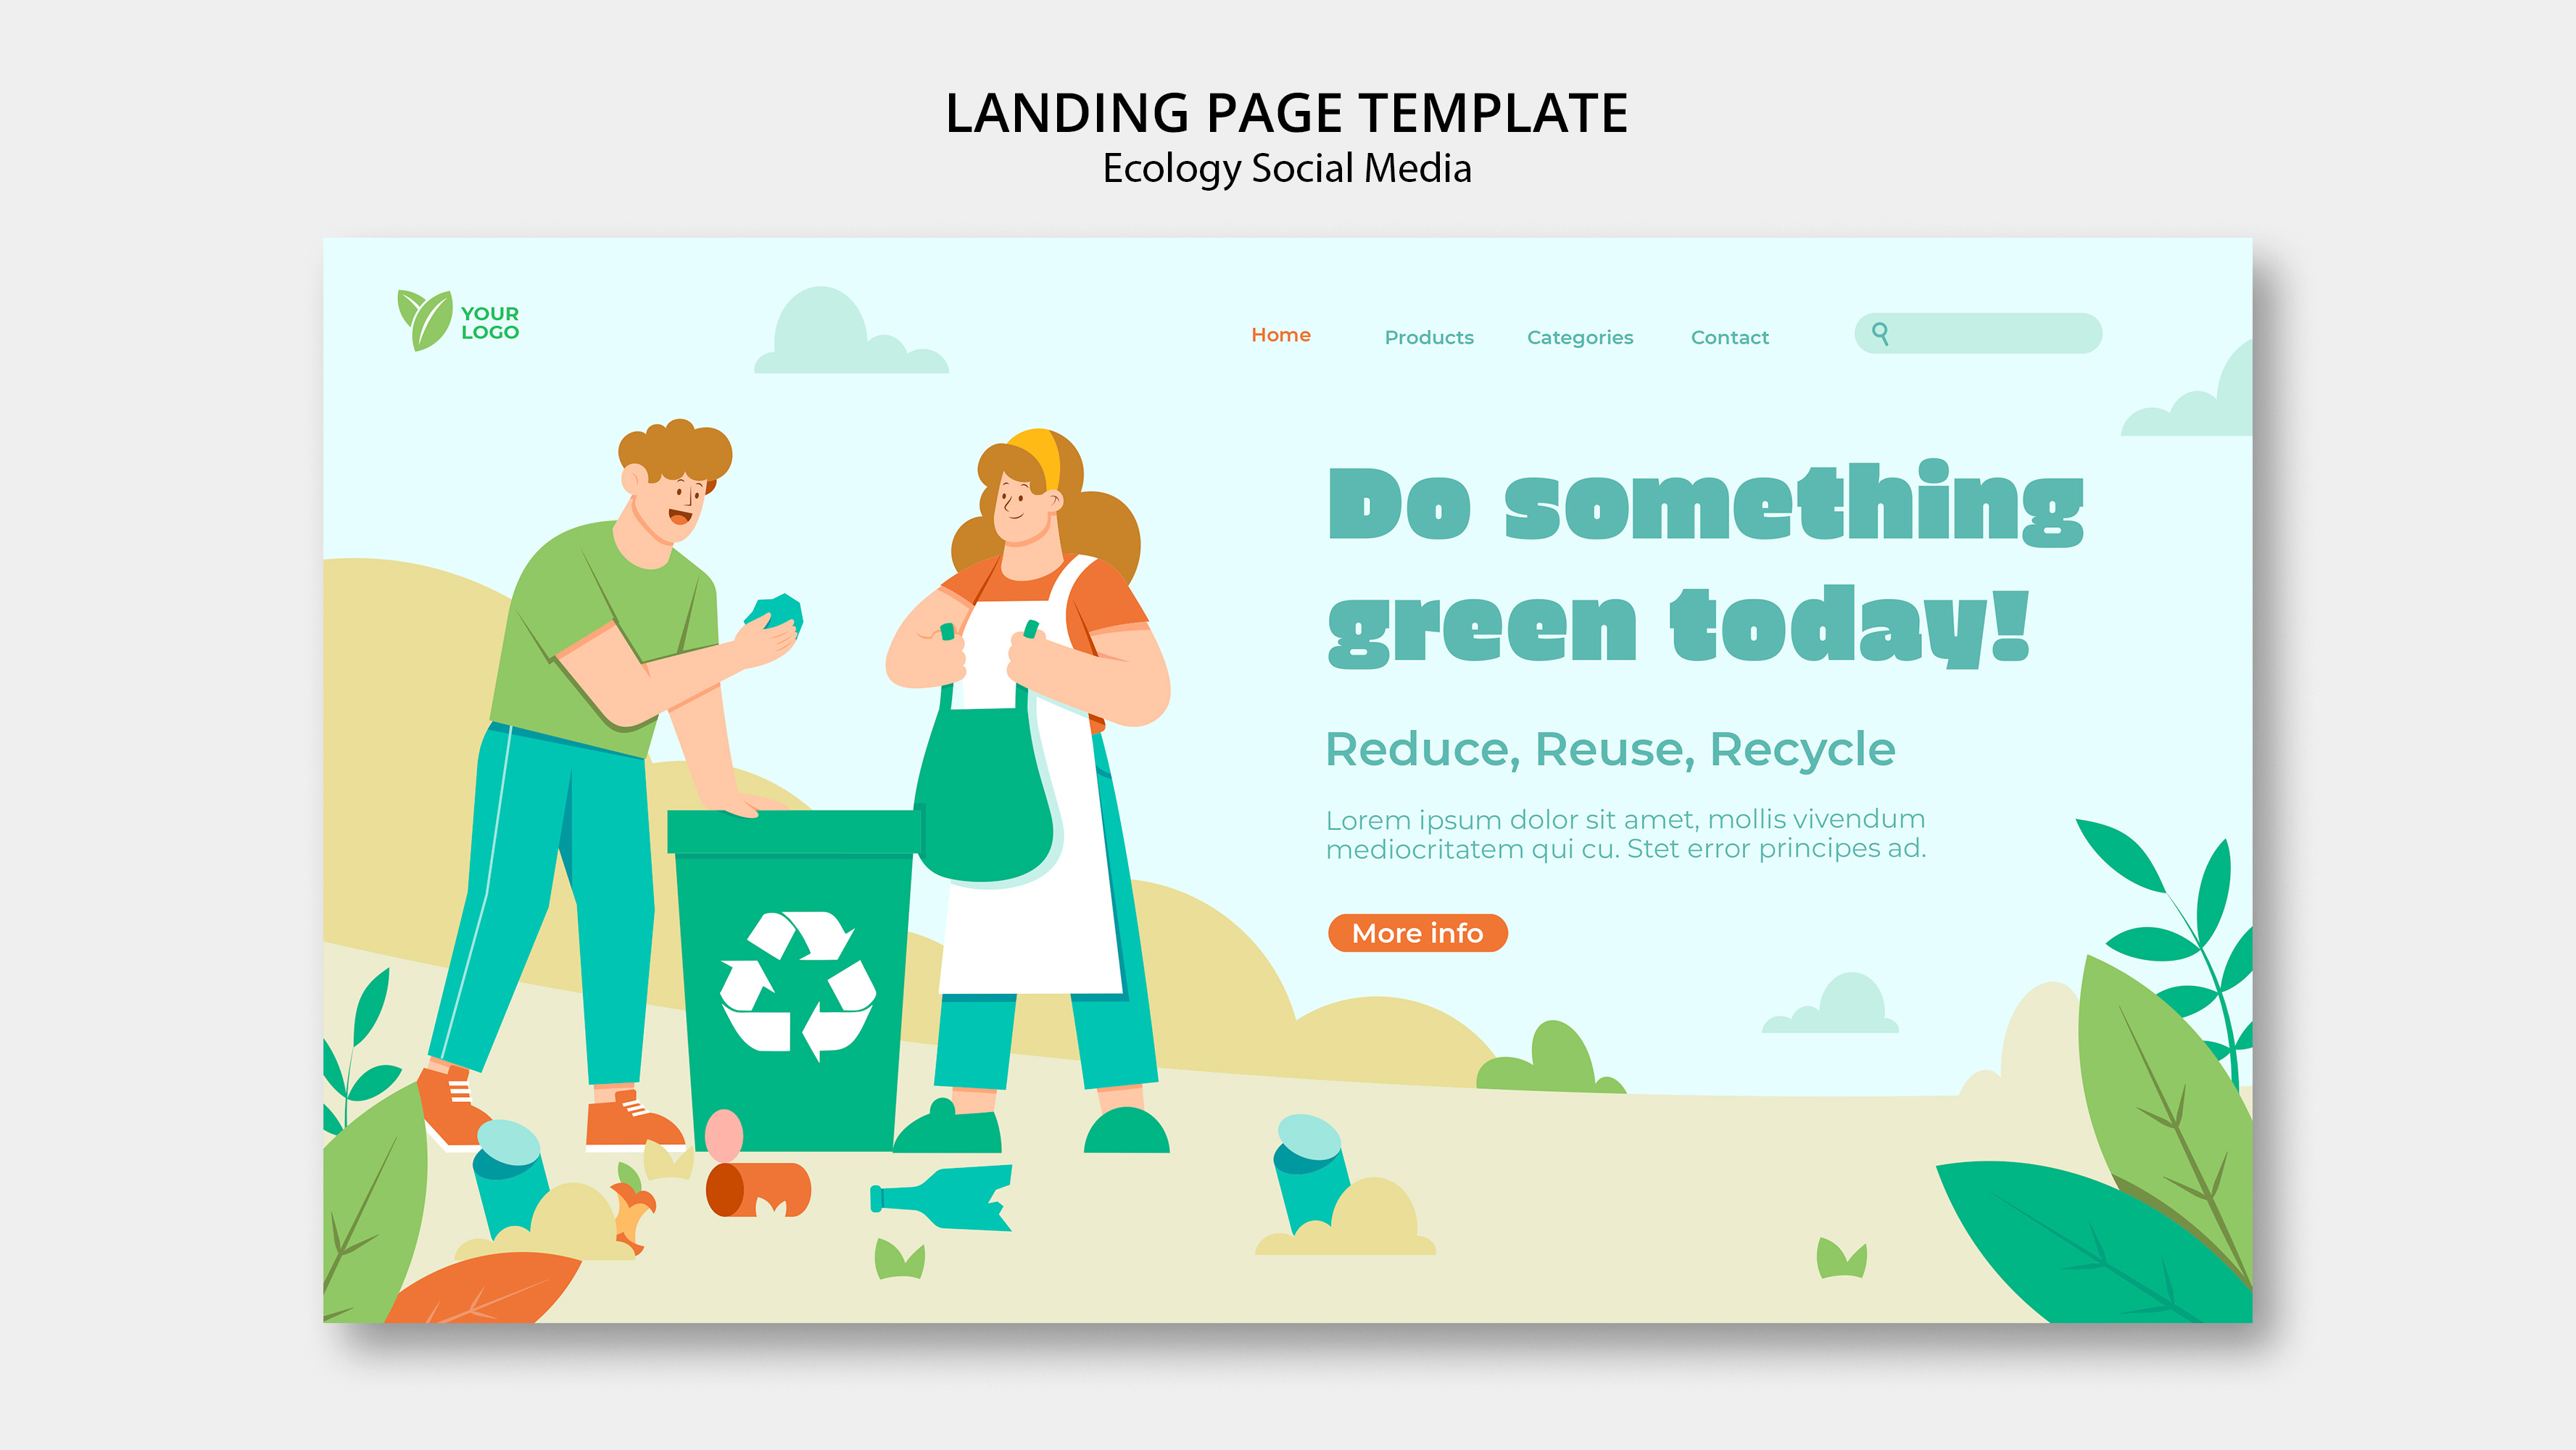 LANDING PAGE TEMPLATE
Ecology Social Media
YOUR
LOGO
Home Products Categories Contact
Do something
green today!
Reduce, Reuse, Recycle
Lorem ipsum dolor sit amet, mollis vivendum
mediocritatem qui cu. Stet error principes ad.
More info